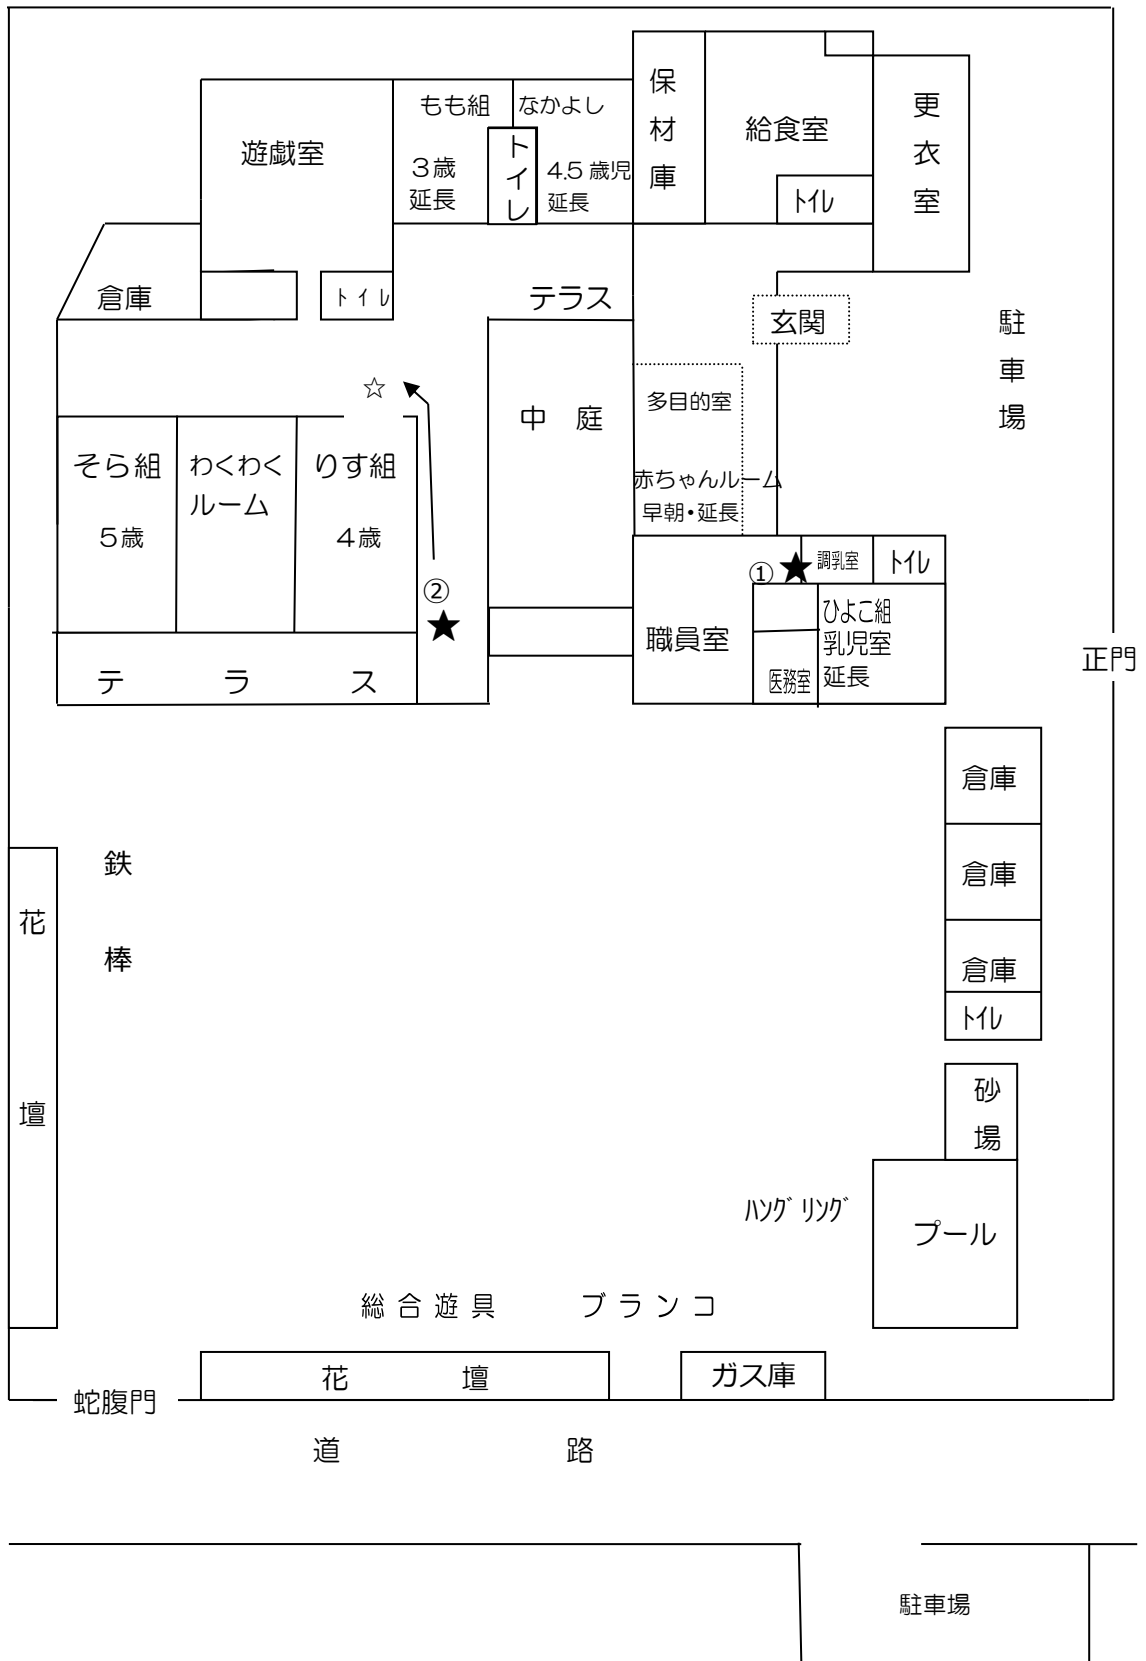 保材庫
給食室
更衣室
もも組
なかよし
遊戯室
トイレ
3歳
延長
4.5歳児
延長
ﾄｲﾚ
倉庫
トイレ
テラス
玄関
駐車場
☆
中 庭
多目的室
そら組
わくわく
ルーム
りす組
赤ちゃんルーム
早朝・延長
5歳
4歳
①★
調乳室
ﾄｲﾚ
②
★
職員室
ひよこ組
乳児室
延長
医務室
テ ラ ス
正門
倉庫
倉庫
倉庫
ﾄｲﾚ
鉄棒
花壇
砂場
ﾊﾝｸﾞﾘﾝｸﾞ
プール
総合遊具
ブランコ
花 壇
ガス庫
蛇腹門
道 路
駐車場